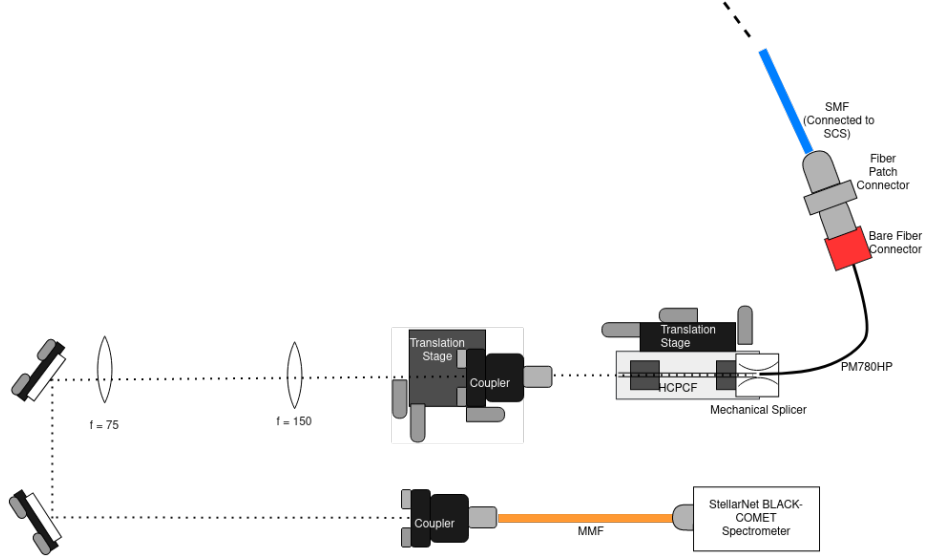 SMF
(Connected to
SCS)
Fiber
Patch
Connector
Bare Fiber
Connector
Translation
Stage
Translation
Stage
Coupler
HCPCF
PM780HP
Mechanical Splicer
f = 75
f = 150
Coupler
MMF
StellarNet BLACK-
COMET
Spectrometer